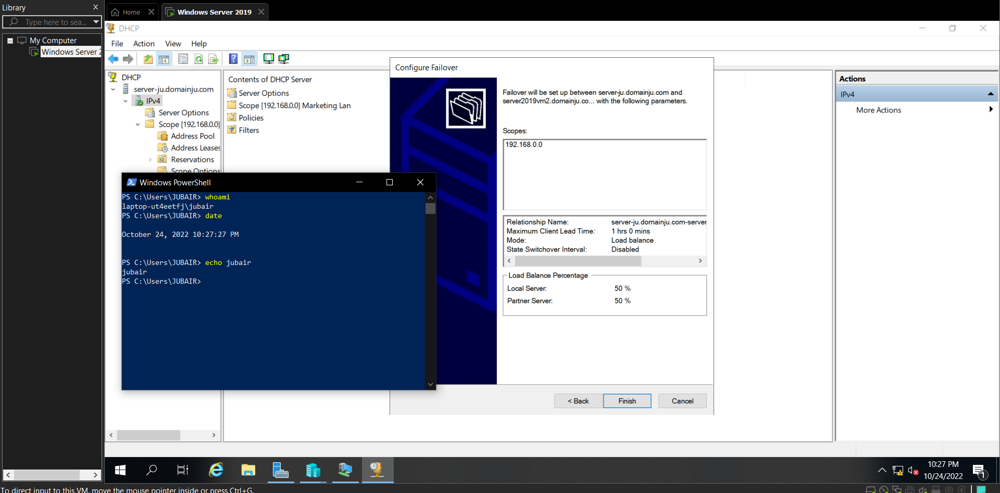 Library
Type here to sea...
My Computer
Windows Server 2
Home
Windows Server 2019
DHCP
File Action View Help
DHCP
server-ju.domainju.com
IPv4
Server Options
Scope [192.168.0.0]
Address Pool
Address Leases
Reservations
Scope Options
Contents of DHCP Server
Server Options
Scope [192.168.0.0] Marketing Lan
Policies
Filters
Windows PowerShell
PS C:\Users\JUBAIR> whoami
laptop-ut4eetfj\jubair
PS C:\Users\JUBAIR> date
October 24, 2022 10:27:27 PM
PS C:\Users\JUBAIR> echo jubair
jubair
PS C:\Users\JUBAIR>
Configure Failover
Failover will be set up between server-ju.domainju.com and
server2019vm2.domainju.co... with the following parameters.
Scopes:
192.168.0.0
Relationship Name: server-ju.domainju.com-server
Maximum Client Lead Time: 1 hrs 0 mins
Mode: Load balance
State Switchover Interval: Disabled
Load Balance Percentage
Local Server: 50 %
Partner Server: 50 %
< Back Finish Cancel
Actions
IPv4
More Actions
10:27 PM
10/24/2022
1
To direct input to this VM, move the mouse pointer inside or press Ctrl+G.